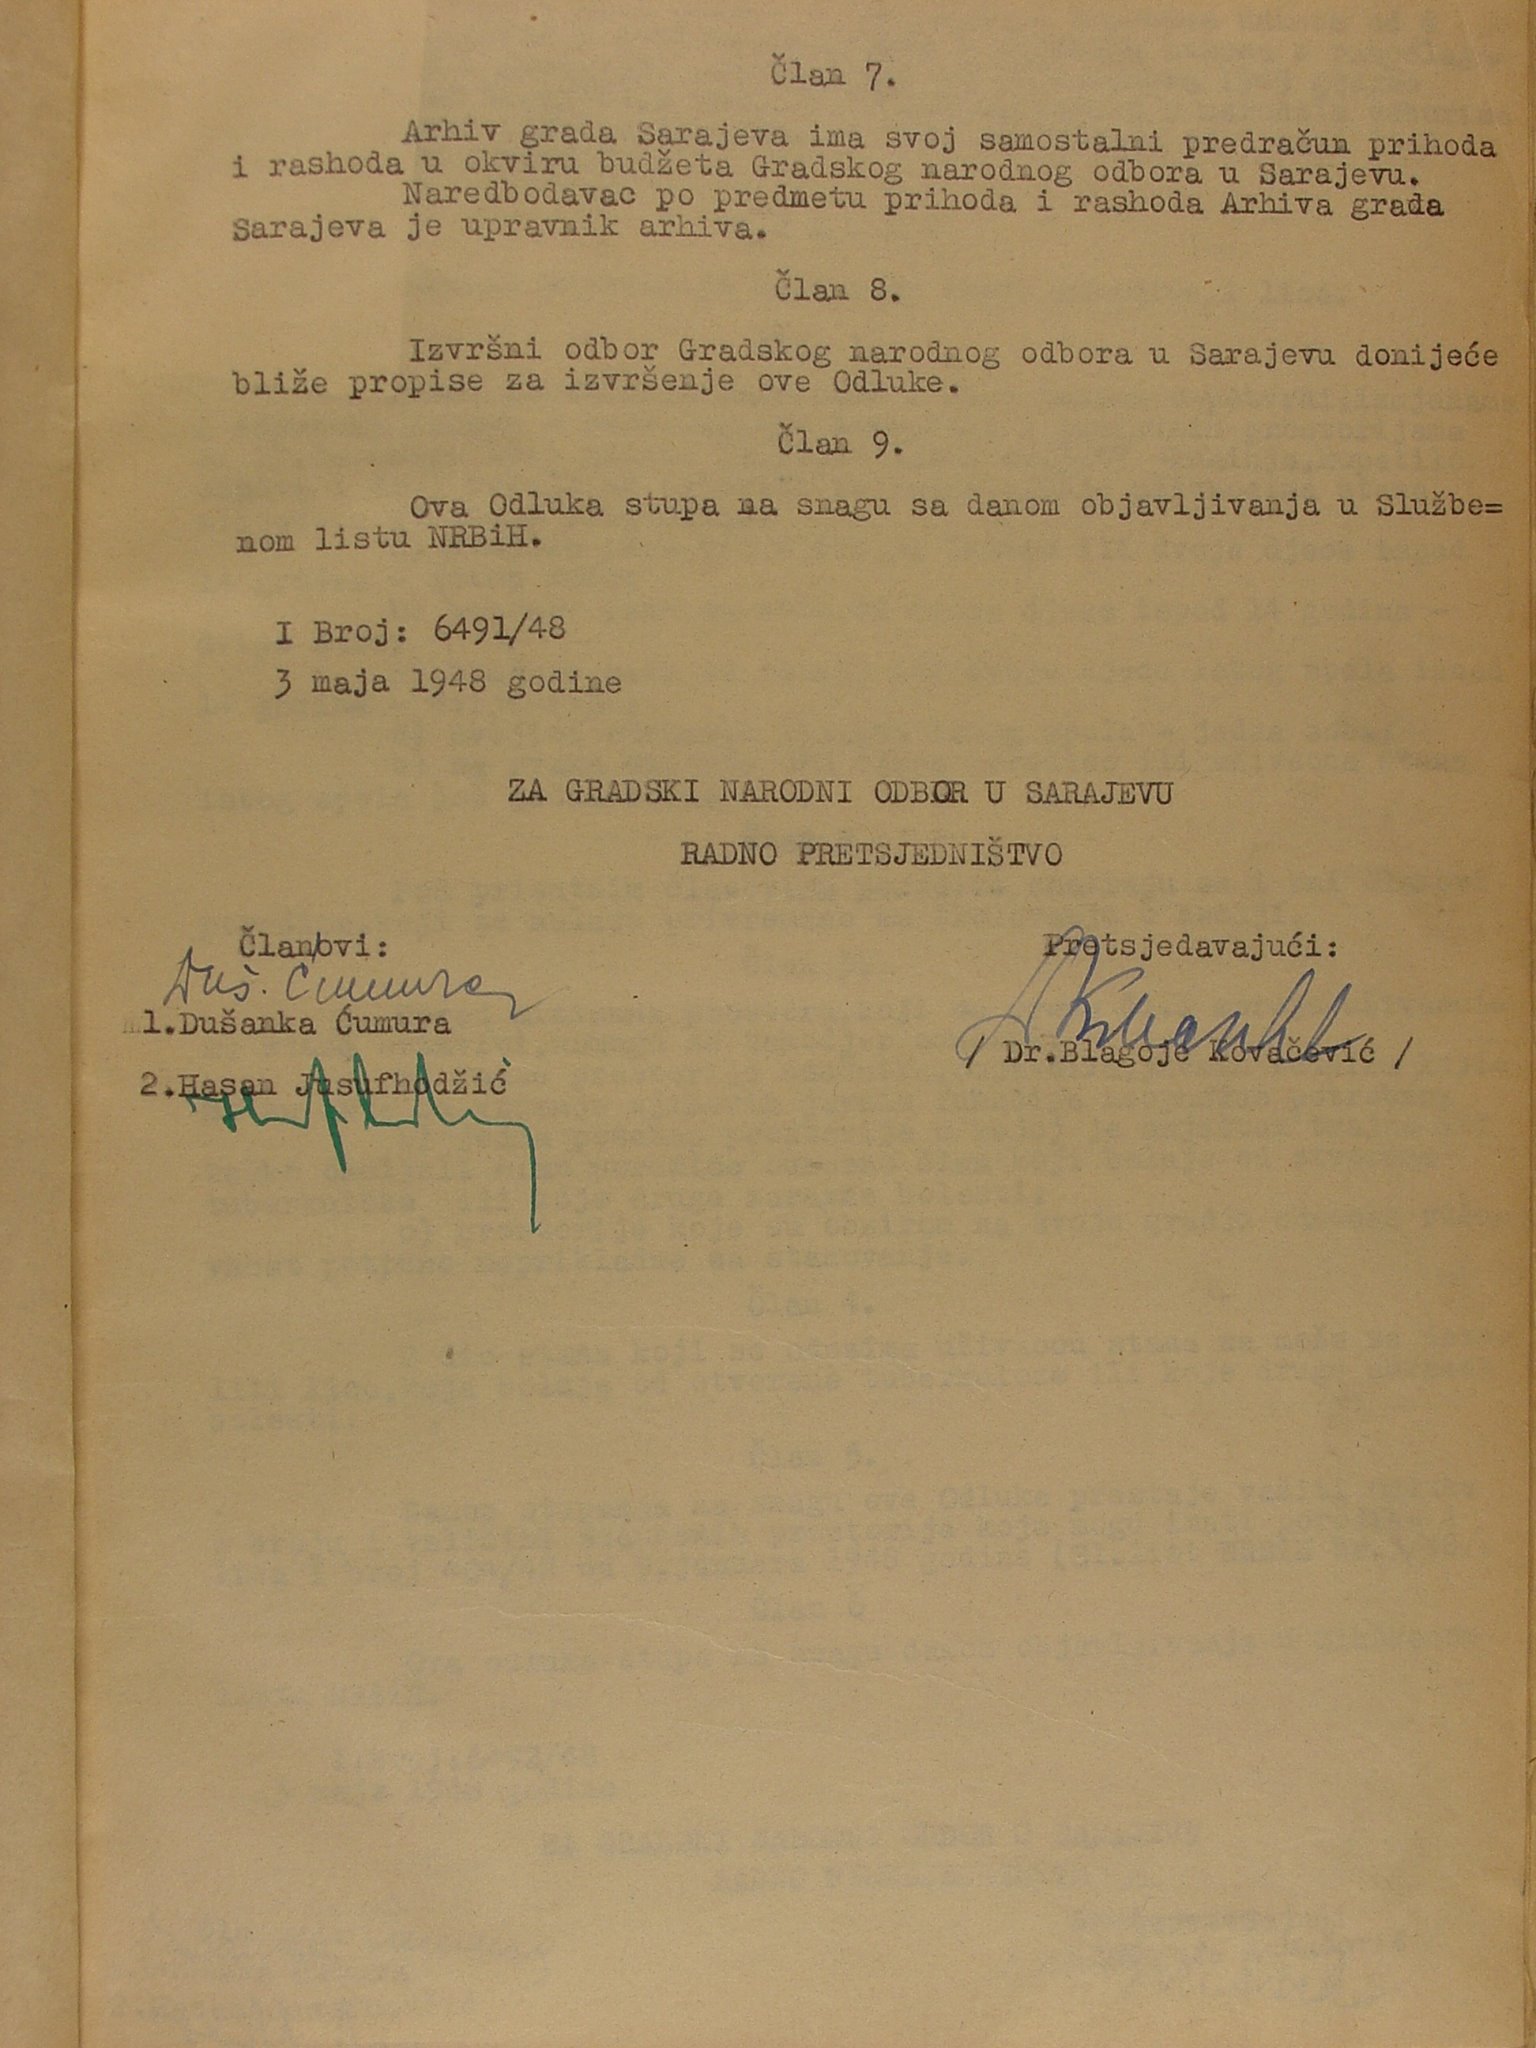 Član 7.
Arhiv grada Sarajeva ima svoj samostalni predračun prihoda
i rashoda u okviru budžeta Gradskog narodnog odbora u Sarajevu.
Naredbodavac po predmetu prihoda i rashoda Arhiva grada
Sarajeva je upravnik arhiva.
Član 8.
Izvršni odbor Gradskog narodnog odbora u Sarajevu donijeće
bliže propise za izvršenje ove Odluke.
Član 9.
Ova Odluka stupa na snagu sa danom objavljivanja u Službe=
nom listu NRBiH.
I Broj: 6491/48
3 maja 1948 godine
ZA GRADSKI NARODNI ODBOR U SARAJEVU
RADNO PRETSJEDNIŠTVO
Članovi:
Pretsjedavajući:
Duš. Ćumura
1.Dušanka Ćumura
/ Dr.Blagoje Kovačević /
2.Hasan Jusufhodžić